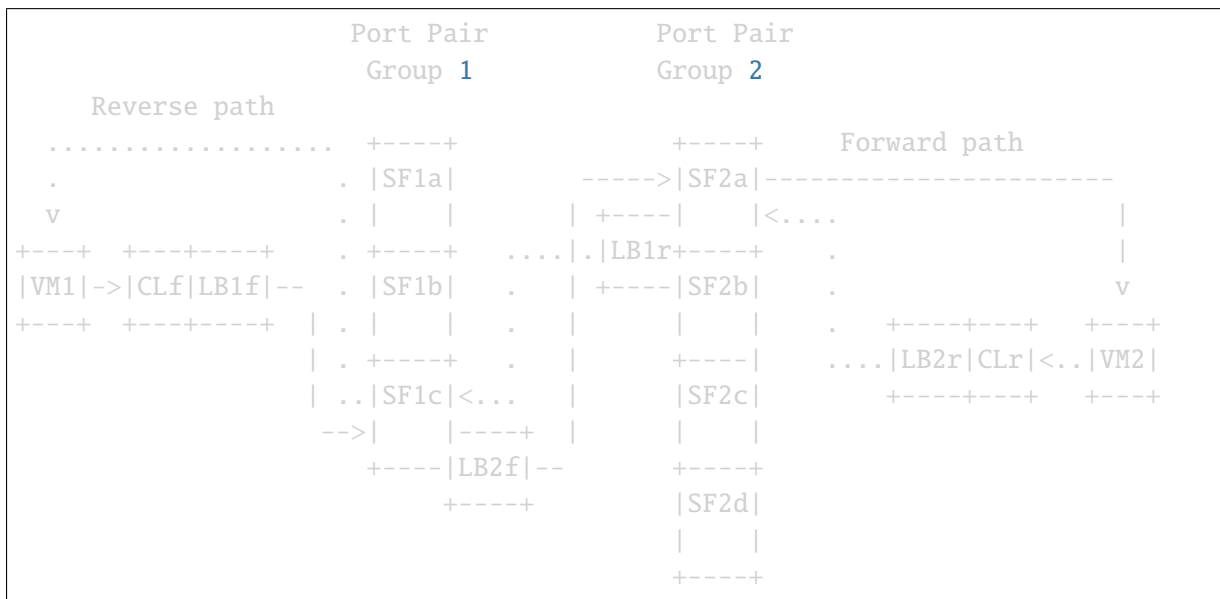 Port Pair           Port Pair
                       Group 1             Group 2
     Reverse path
  ...................  +----+              +----+     Forward path
  .                  . |SF1a|        ----->|SF2a|-----------------------
  v                  . |    |       | +----|    |<....                  |
+---+  +---+----+    . +----+   ....|.|LB1r+----+    .                  |
|VM1|->|CLf|LB1f|--  . |SF1b|   .   | +----|SF2b|    .                  v
+---+  +---+----+  | . |    |   .   |      |    |    .   +----+---+   +---+
                   | . +----+   .   |      +----|    ....|LB2r|CLr|<..|VM2|
                   | ..|SF1c|<...   |      |SF2c|        +----+---+   +---+
                    -->|    |----+  |      |    |
                       +----|LB2f|--       +----+
                            +----+         |SF2d|
                                           |    |
                                           +----+